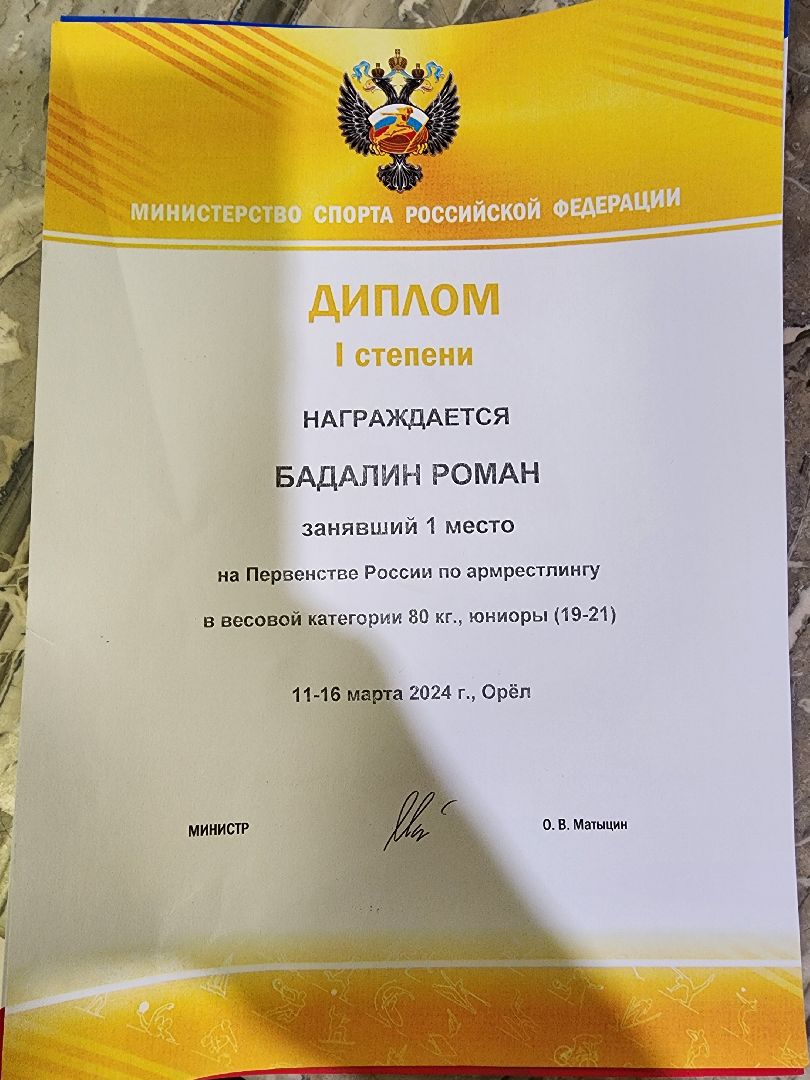 МИНИСТЕРСТВО СПОРТА РОССИЙСКОЙ ФЕДЕРАЦИИ
ДИПЛОМ
I степени
НАГРАЖДАЕТСЯ
БАДАЛИН РОМАН
занявший 1 место
на Первенстве России по армрестлингу
в весовой категории 80 кг., юниоры (19-21)
11-16 марта 2024 г., Орёл
МИНИСТР О. В. Матыцин